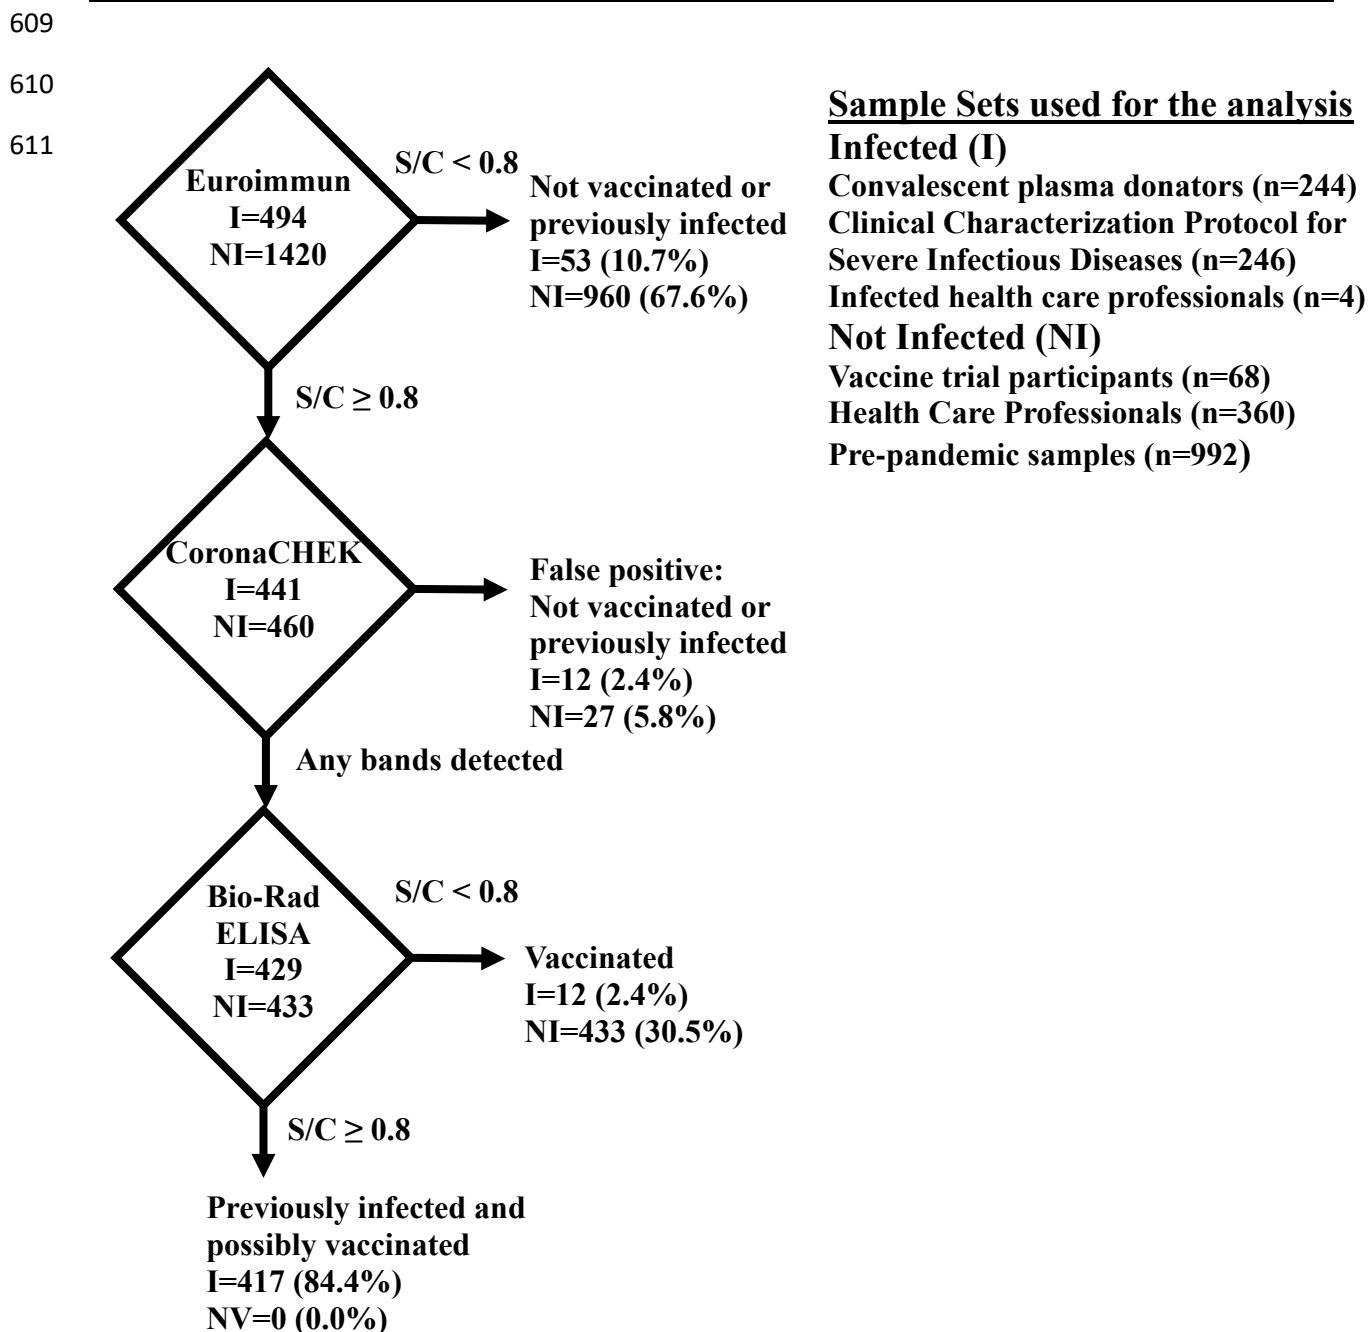 609
610
611
Euroimmun
I=494
NI=1420
S/C < 0.8
Not vaccinated or
previously infected
I=53 (10.7%)
NI=960 (67.6%)
S/C ≥ 0.8
CoronaCHEK
I=441
NI=460
False positive:
Not vaccinated or
previously infected
I=12 (2.4%)
NI=27 (5.8%)
Any bands detected
Bio-Rad
ELISA
I=429
NI=433
S/C < 0.8
Vaccinated
I=12 (2.4%)
NI=433 (30.5%)
S/C ≥ 0.8
Previously infected and
possibly vaccinated
I=417 (84.4%)
NV=0 (0.0%)
Sample Sets used for the analysis
Infected (I)
Convalescent plasma donators (n=244)
Clinical Characterization Protocol for
Severe Infectious Diseases (n=246)
Infected health care professionals (n=4)
Not Infected (NI)
Vaccine trial participants (n=68)
Health Care Professionals (n=360)
Pre-pandemic samples (n=992)